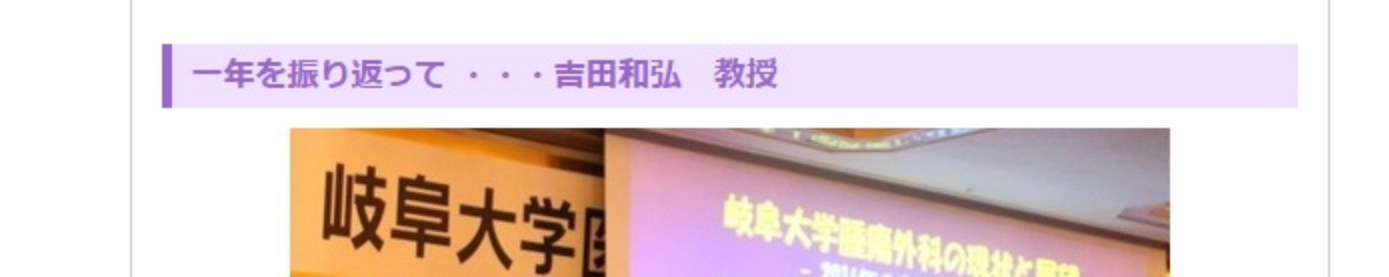 一年を振り返って ・・・吉田和弘　教授
岐阜大学医
岐阜大学腫瘍外科の現状と展望